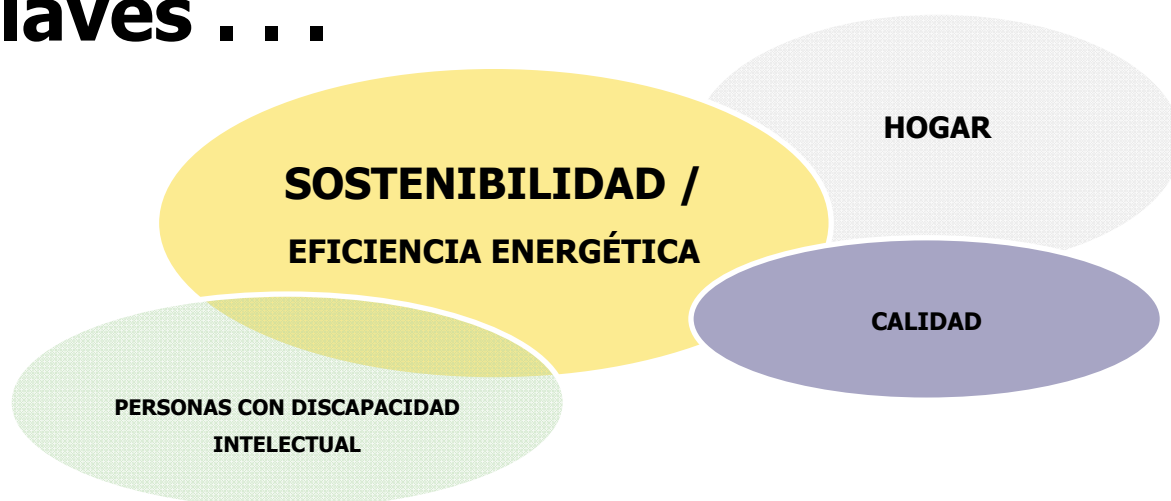 laves . . .
HOGAR
SOSTENIBILIDAD /
EFICIENCIA ENERGÉTICA
CALIDAD
PERSONAS CON DISCAPACIDAD
INTELECTUAL